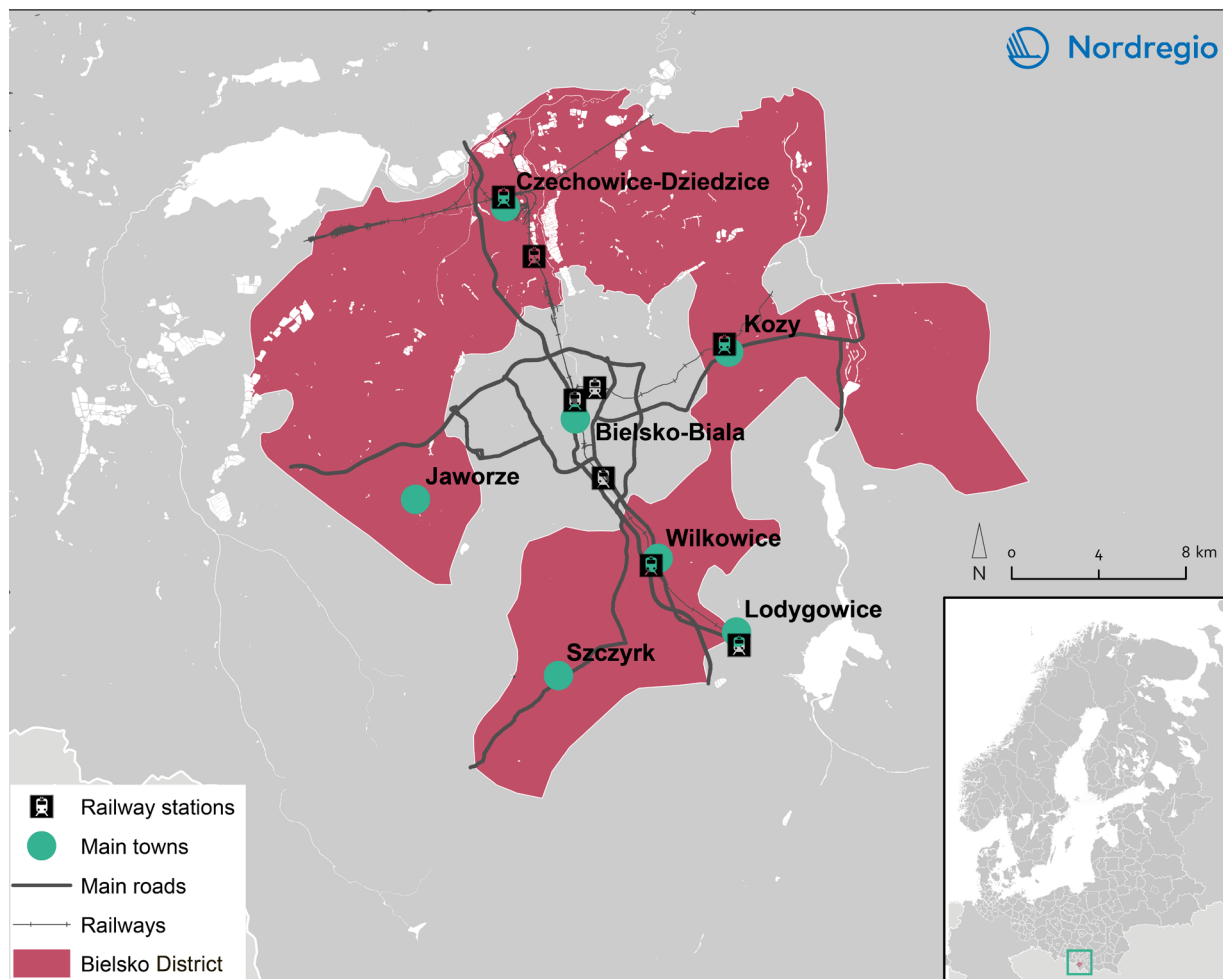 Nordregio
Czechowice-Dziedzice
Kozy
Bielsko-Biala
Jaworze
Wilkowice
Lodygowice
Szczyrk
0 4 8 km
N
Railway stations
Main towns
Main roads
Railways
Bielsko District